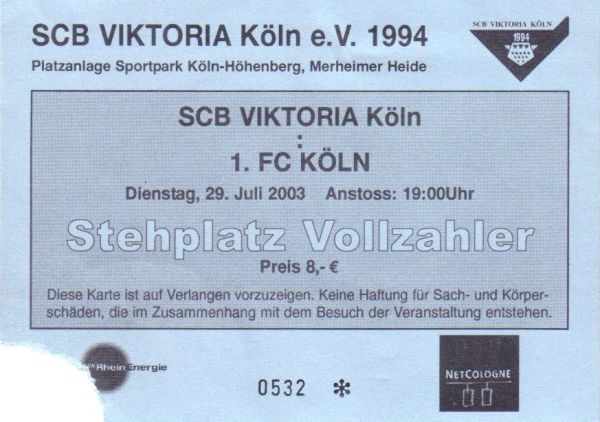 SCB VIKTORIA Köln e.V. 1994
Platzanlage Sportpark Köln-Höhenberg, Merheimer Heide
SCB VIKTORIA KÖLN
1994
SCB VIKTORIA Köln
:
1. FC KÖLN
Dienstag, 29. Juli 2003 Anstoss: 19:00Uhr
Stehplatz Vollzahler
Preis 8,- €
Diese Karte ist auf Verlangen vorzuzeigen. Keine Haftung für Sach- und Körper-
schäden, die im Zusammenhang mit dem Besuch der Veranstaltung entstehen.
RheinEnergie
0532 *
NETCOLOGNE